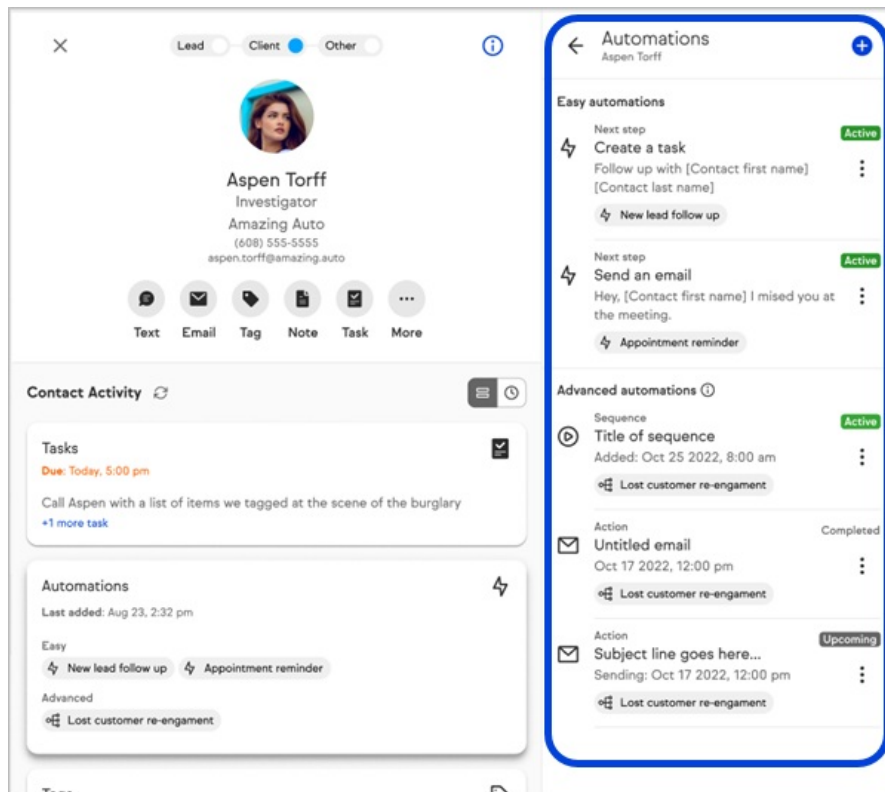 Lead
Client
Other
Aspen Torff
Investigator
Amazing Auto
(608) 555-5555
aspen.torff@amazing.auto
Text
Email
Tag
Note
Task
More
Contact Activity
Tasks
Due: Today, 5:00 pm
Call Aspen with a list of items we tagged at the scene of the burglary
+1 more task
Automations
Last added: Aug 23, 2:32 pm
Easy
New lead follow up
Appointment reminder
Advanced
Lost customer re-engament
Tags
Automations
Aspen Torff
Easy automations
Next step
Active
Create a task
Follow up with [Contact first name]
[Contact last name]
New lead follow up
Next step
Active
Send an email
Hey, [Contact first name] I mised you at
the meeting.
Appointment reminder
Advanced automations
Sequence
Active
Title of sequence
Added: Oct 25 2022, 8:00 am
Lost customer re-engament
Action
Completed
Untitled email
Oct 17 2022, 12:00 pm
Lost customer re-engament
Action
Upcoming
Subject line goes here...
Sending: Oct 17 2022, 12:00 pm
Lost customer re-engament